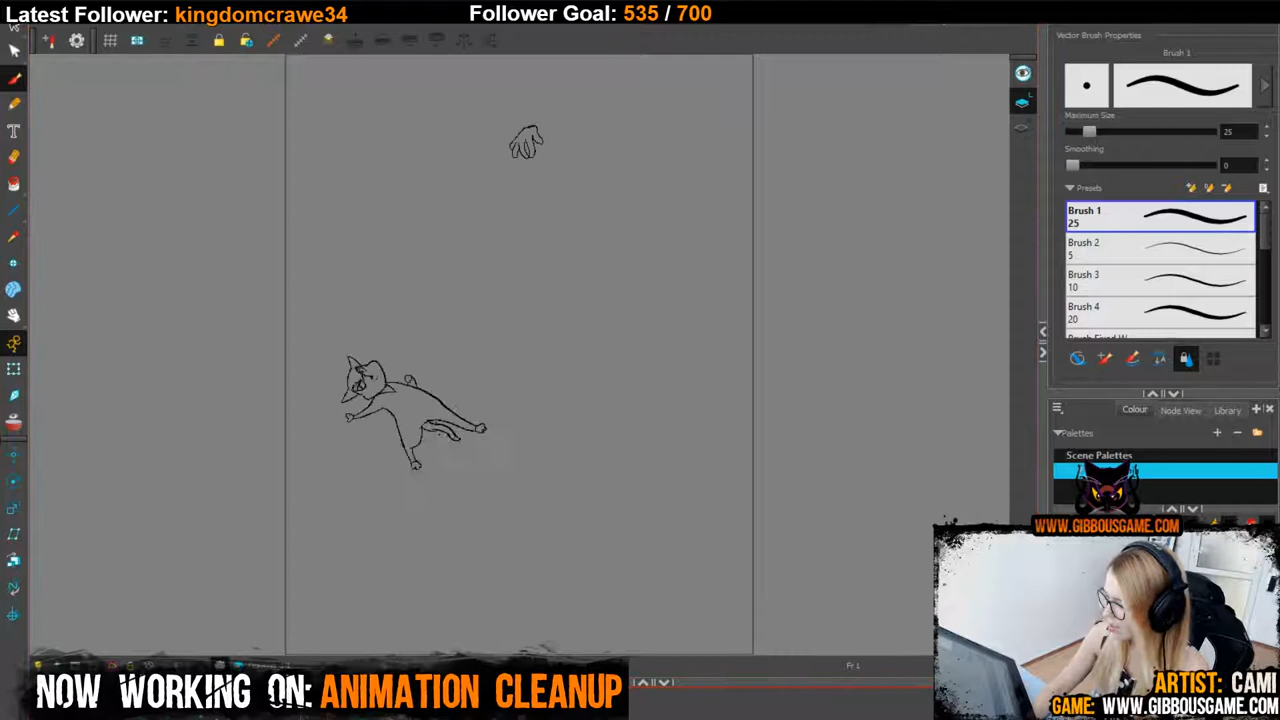 Latest Follower: kingdomcrawe34
Follower Goal: 535 / 700
Vector Brush Properties
Brush 1
Maximum Size
25
Smoothing
0
Presets
Brush 1
25
Brush 2
5
Brush 3
10
Brush 4
20
Colour
Node View
Library
Palettes
Scene Palettes
WWW.GIBBOUSGAME.COM
Fr 1
NOW WORKING ON: ANIMATION CLEANUP
ARTIST: CAMI
GAME: WWW.GIBBOUSGAME.COM